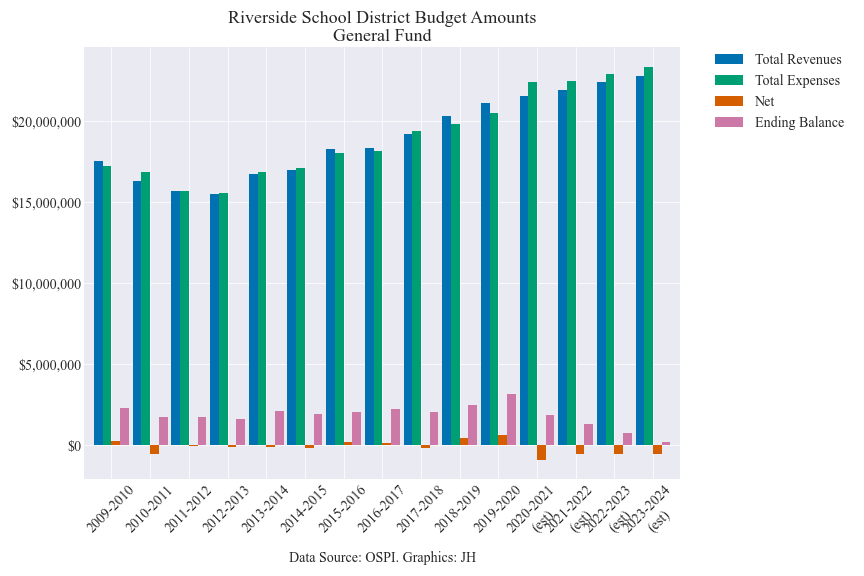 Riverside School District Budget Amounts
General Fund
Total Revenues
Total Expenses
Net
Ending Balance
$20,000,000
$15,000,000
$10,000,000
$5,000,000
$0
2009-2010
2010-2011
2011-2012
2012-2013
2013-2014
2014-2015
2015-2016
2016-2017
2017-2018
2018-2019
2019-2020
2020-2021
(est)
2021-2022
(est)
2022-2023
(est)
2023-2024
(est)
Data Source: OSPI. Graphics: JH